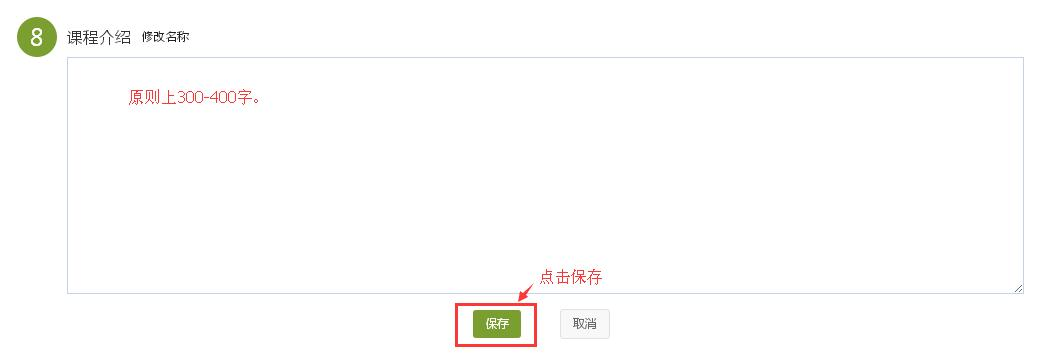 8 课程介绍 修改名称
原则上300-400字。
点击保存
保存 取消